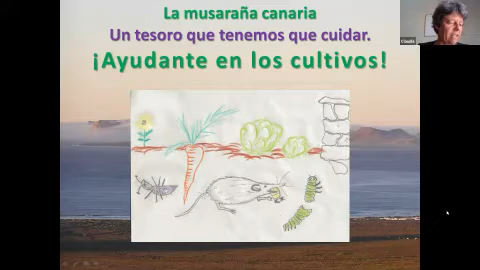 La musaraña canaria
Un tesoro que tenemos que cuidar.
¡Ayudante en los cultivos!